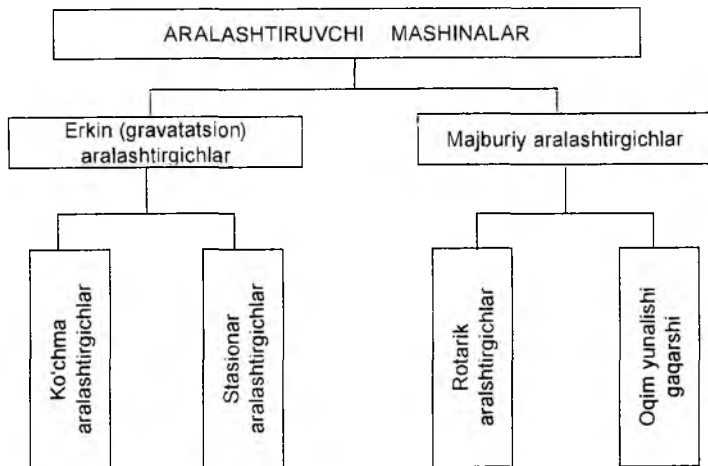 ARALASHTIRUVCHI MASHINALAR
Erkin (gravatatsion)
aralashtirgichlar
Majburiy aralashtirgichlar
Ko'chma
aralashtirgichlar
Stasionar
aralashtirgichlar
Rotarik
aralshtirgichlar
Oqim yunalishi
gaqarshi